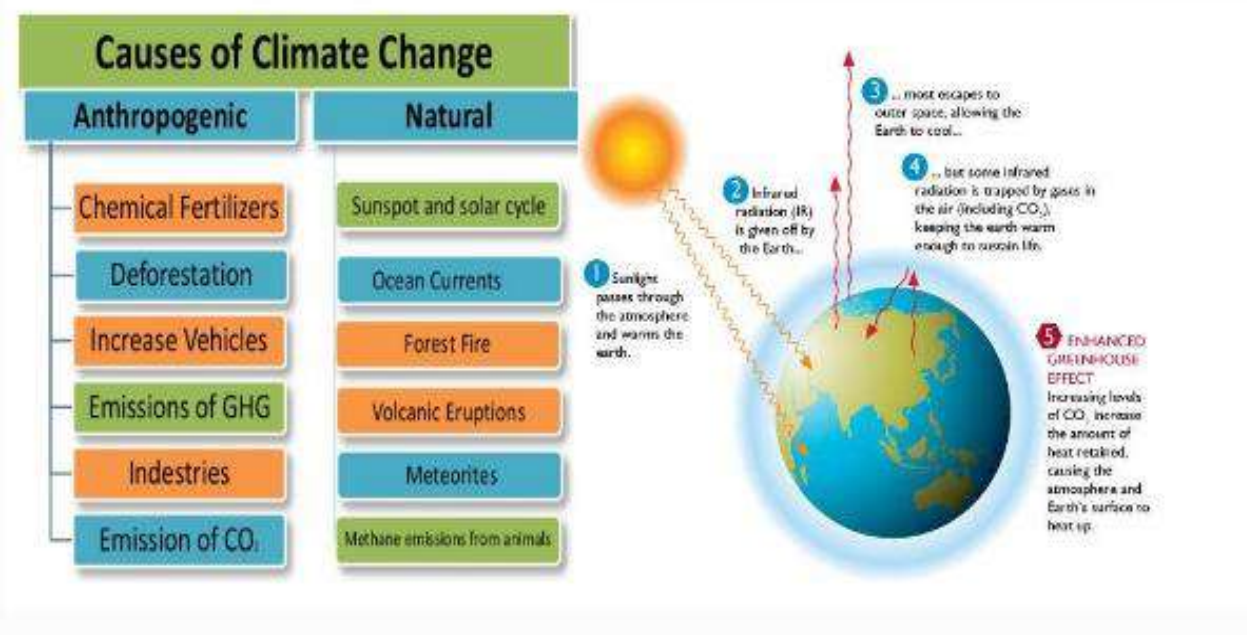 Causes of Climate Change
Anthropogenic
Chemical Fertilizers
Deforestation
Increase Vehicles
Emissions of GHG
Indestries
Emission of CO₂
Natural
Sunspot and solar cycle
Ocean Currents
Forest Fire
Volcanic Eruptions
Meteorites
Methane emissions from animals
1 Sunlight
passes through
the atmosphere
and warms the
earth.
2 Infrared
radiation (IR)
is given off by
the Earth...
3 ... most escapes to
outer space, allowing the
Earth to cool...
4 ... but some infrared
radiation is trapped by gases in
the air (including CO₂),
keeping the earth warm
enough to sustain life.
5 ENHANCED
GREENHOUSE
EFFECT
Increasing levels
of CO₂ increase
the amount of
heat retained,
causing the
atmosphere and
Earth's surface to
heat up.